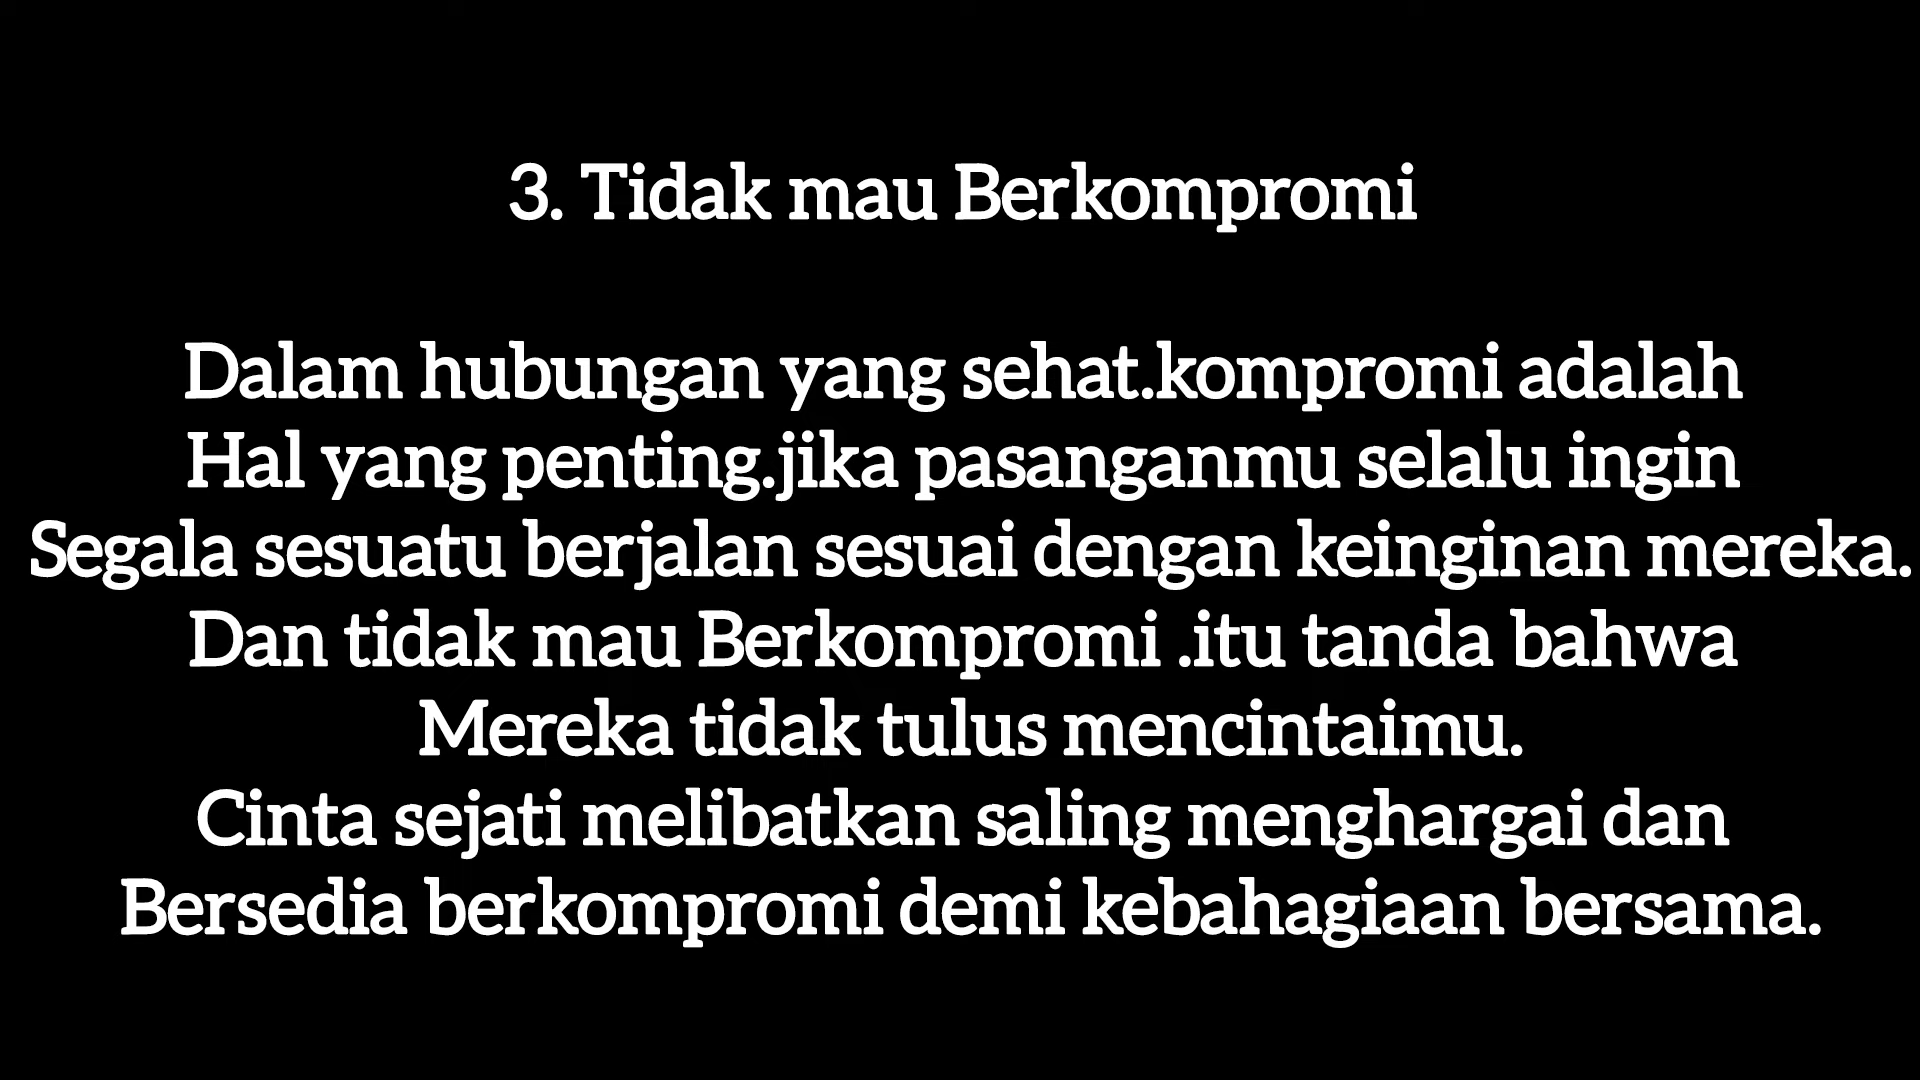 3. Tidak mau Berkompromi
Dalam hubungan yang sehat.kompromi adalah
Hal yang penting.jika pasanganmu selalu ingin
Segala sesuatu berjalan sesuai dengan keinginan mereka.
Dan tidak mau Berkompromi .itu tanda bahwa
Mereka tidak tulus mencintaimu.
Cinta sejati melibatkan saling menghargai dan
Bersedia berkompromi demi kebahagiaan bersama.